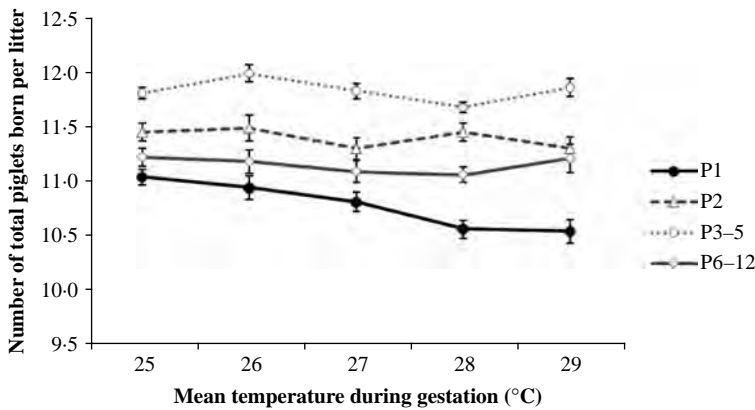 Number of total piglets born per litter
12·5
12·0
11·5
11·0
10·5
10·0
9·5
25 26 27 28 29
Mean temperature during gestation (°C)
P1
P2
P3–5
P6–12